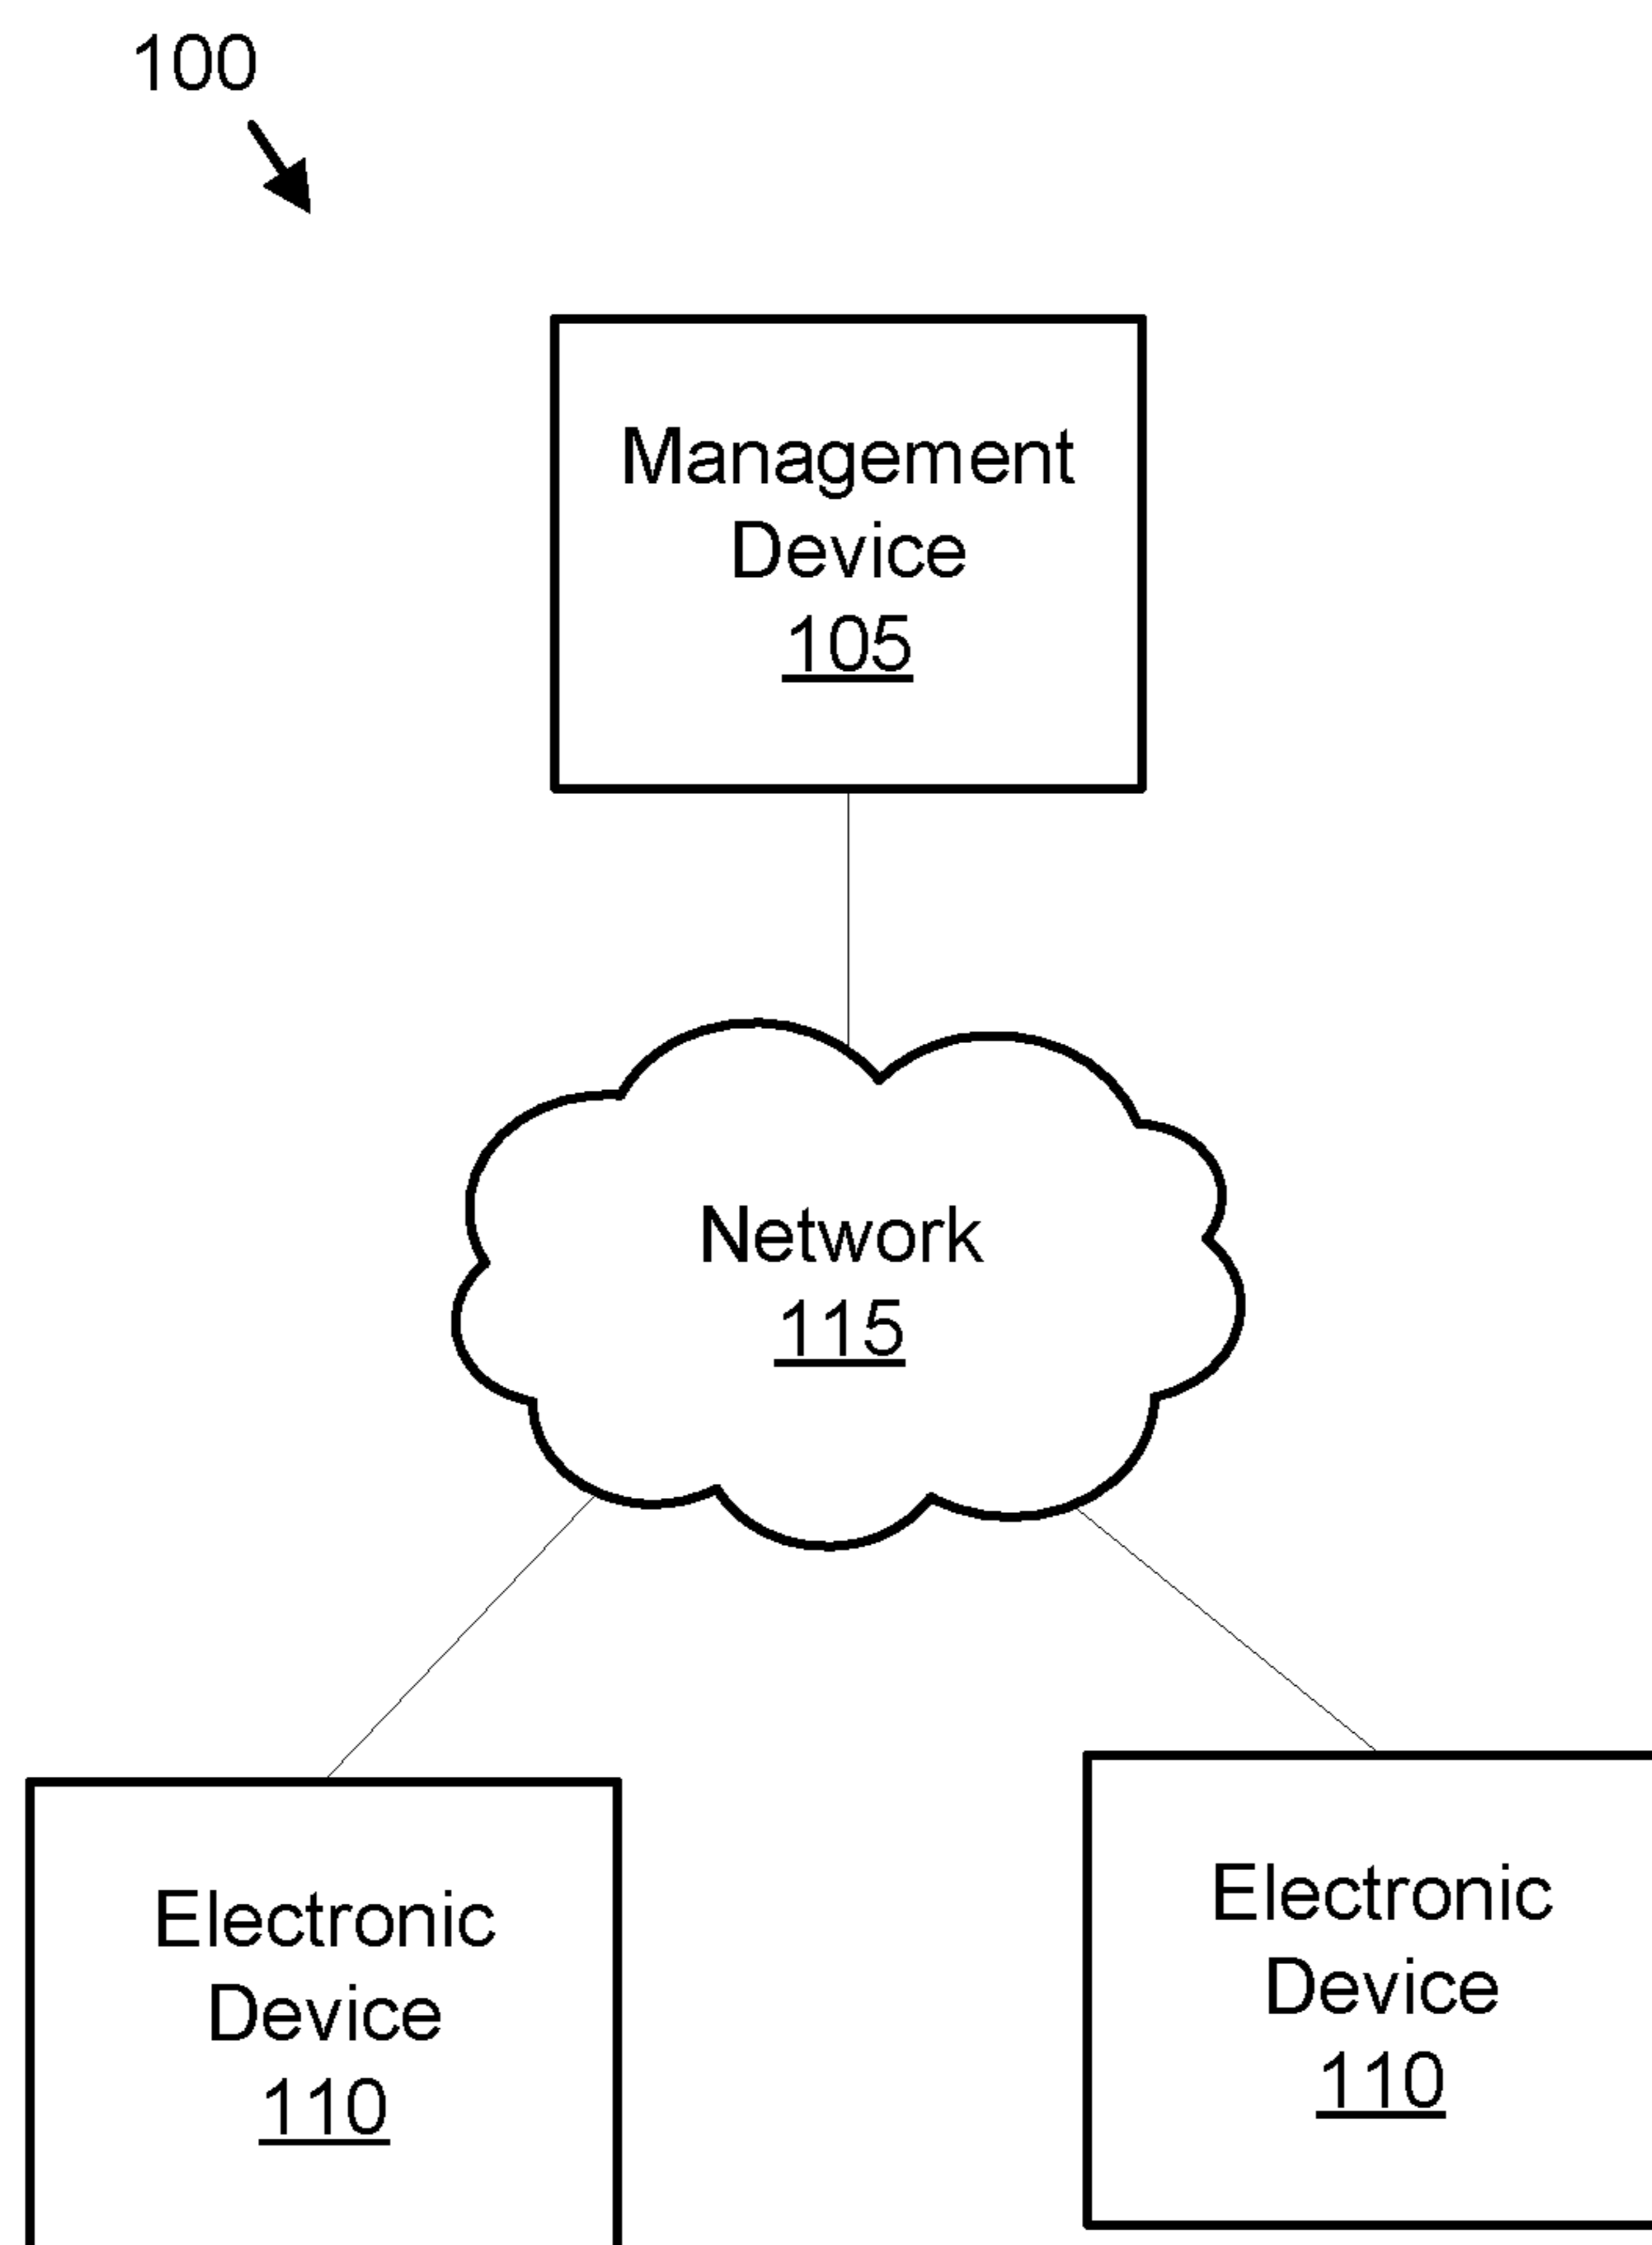 100
Management
Device
105
Network
115
Electronic
Device
110
Electronic
Device
110